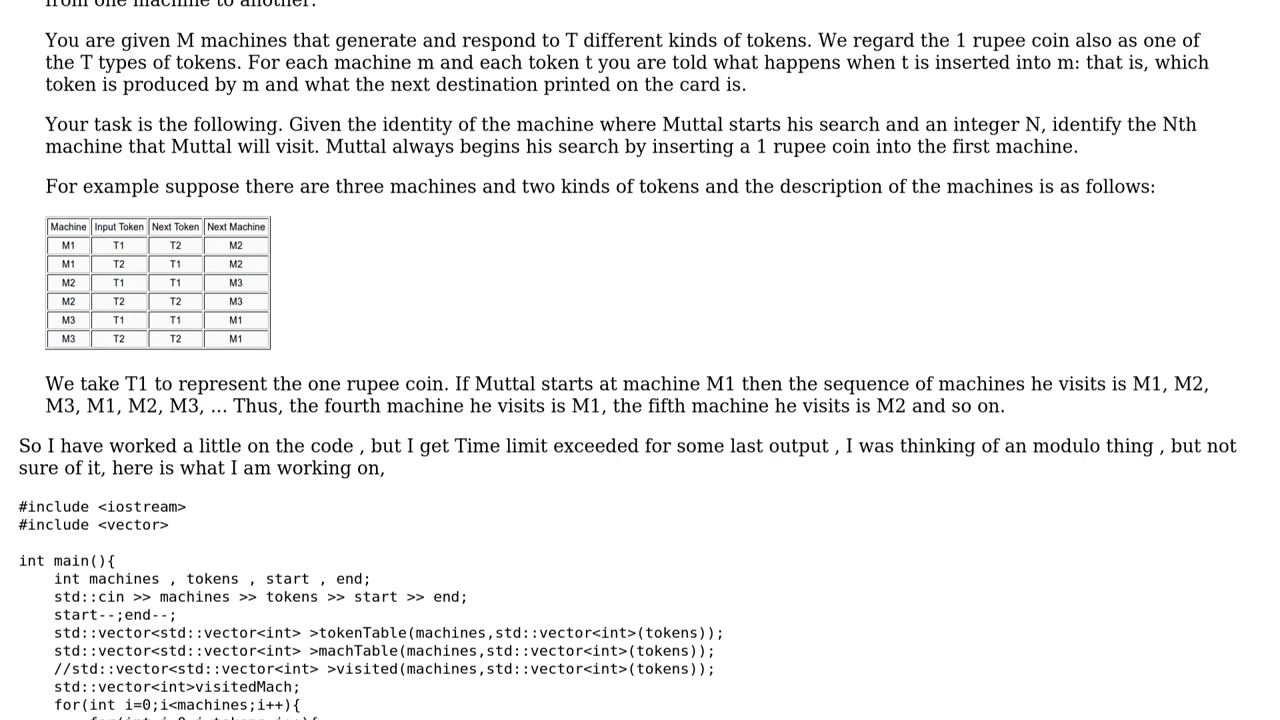 from one machine to another.
You are given M machines that generate and respond to T different kinds of tokens. We regard the 1 rupee coin also as one of
the T types of tokens. For each machine m and each token t you are told what happens when t is inserted into m: that is, which
token is produced by m and what the next destination printed on the card is.
Your task is the following. Given the identity of the machine where Muttal starts his search and an integer N, identify the Nth
machine that Muttal will visit. Muttal always begins his search by inserting a 1 rupee coin into the first machine.
For example suppose there are three machines and two kinds of tokens and the description of the machines is as follows:
Machine Input Token Next Token Next Machine
M1 T1 T2 M2
M1 T2 T1 M2
M2 T1 T1 M3
M2 T2 T2 M3
M3 T1 T1 M1
M3 T2 T2 M1
We take T1 to represent the one rupee coin. If Muttal starts at machine M1 then the sequence of machines he visits is M1, M2,
M3, M1, M2, M3, ... Thus, the fourth machine he visits is M1, the fifth machine he visits is M2 and so on.
So I have worked a little on the code , but I get Time limit exceeded for some last output , I was thinking of an modulo thing , but not
sure of it, here is what I am working on,
#include <iostream>
#include <vector>
int main(){
    int machines , tokens , start , end;
    std::cin >> machines >> tokens >> start >> end;
    start--;end--;
    std::vector<std::vector<int> >tokenTable(machines,std::vector<int>(tokens));
    std::vector<std::vector<int> >machTable(machines,std::vector<int>(tokens));
    //std::vector<std::vector<int> >visited(machines,std::vector<int>(tokens));
    std::vector<int>visitedMach;
    for(int i=0;i<machines;i++){